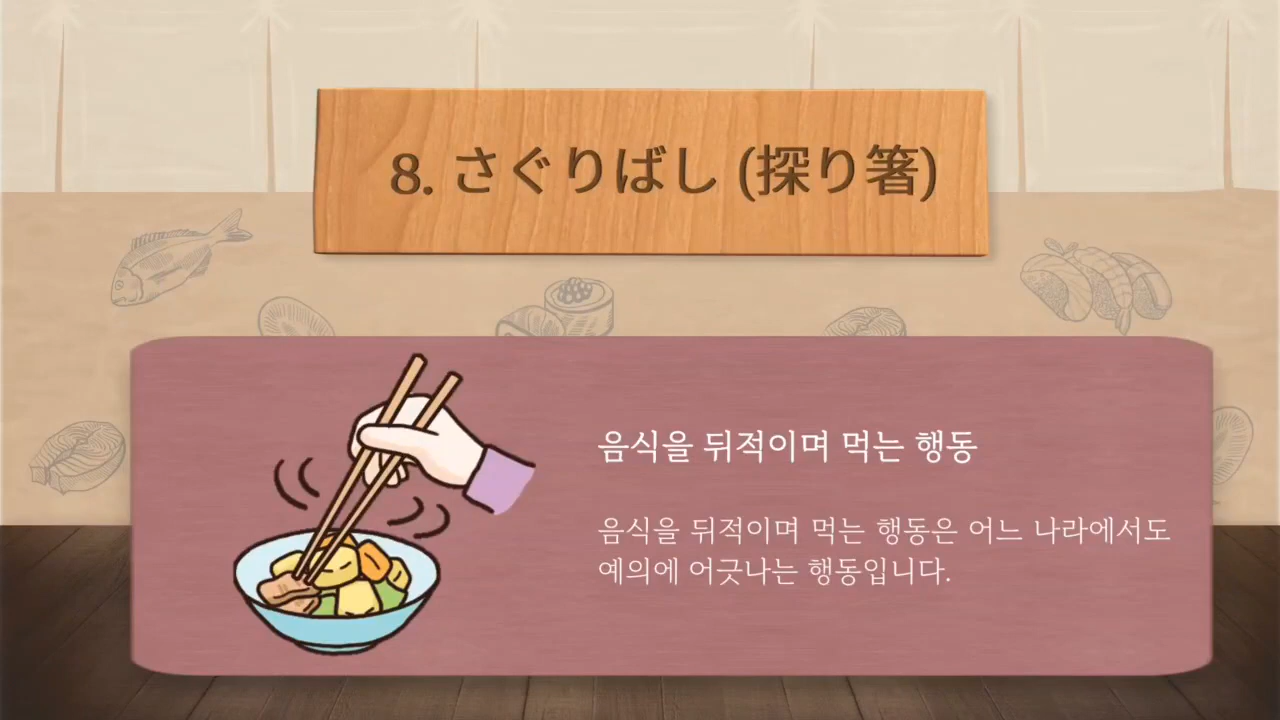 8. さぐりばし (探り箸)
음식을 뒤적이며 먹는 행동
음식을 뒤적이며 먹는 행동은 어느 나라에서도
예의에 어긋나는 행동입니다.